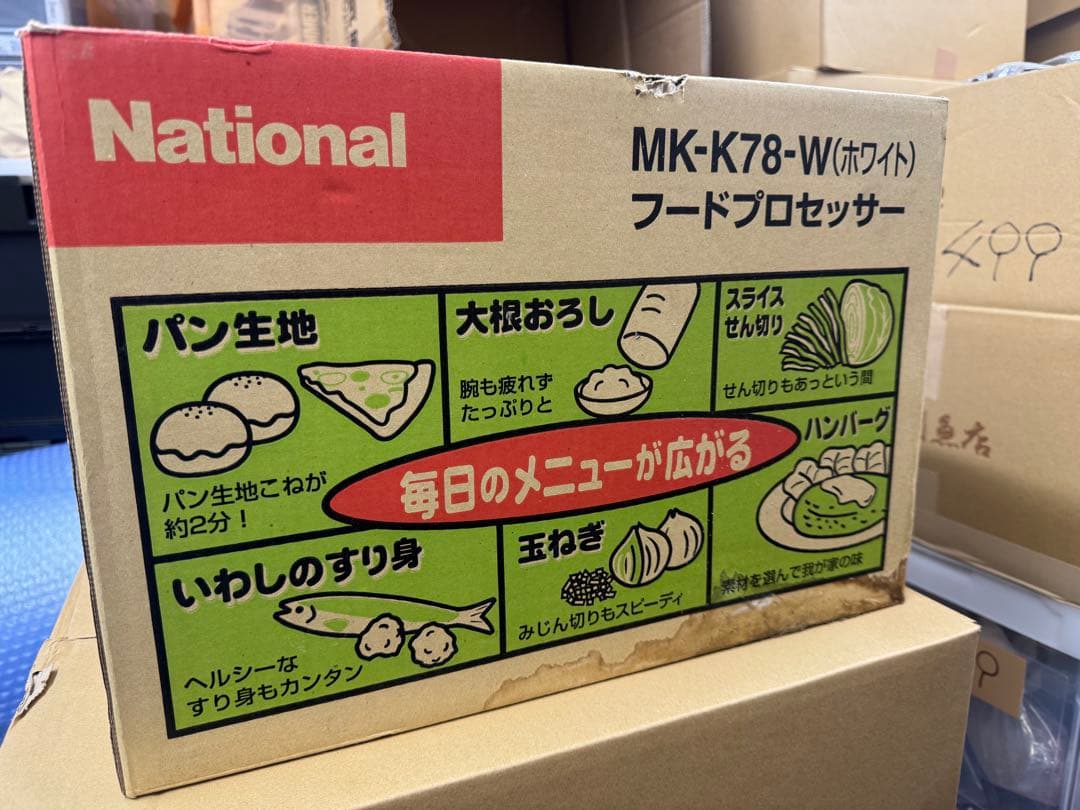 National
MK-K78-W(ホワイト)
フードプロセッサー
パン生地
パン生地こねが
約2分!
大根おろし
腕も疲れず
たっぷりと
スライス
せん切り
せん切りもあっという間
毎日のメニューが広がる
ハンバーグ
素材を選んで我が家の味
いわしのすり身
ヘルシーな
すり身もカンタン
玉ねぎ
みじん切りもスピーディ
499
魚店